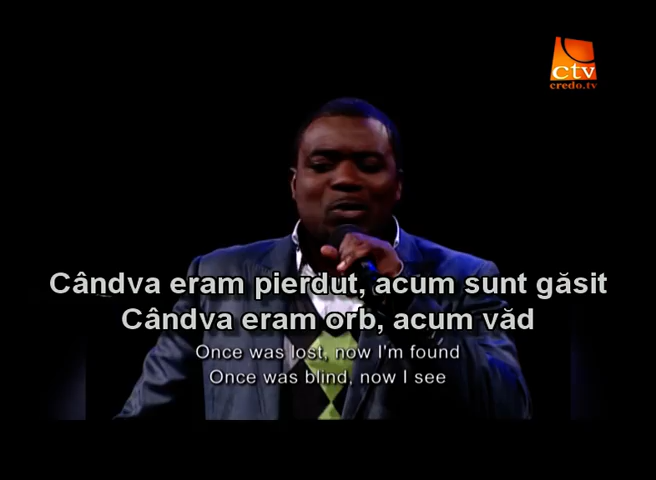 ctv
credo.tv
Cândva eram pierdut, acum sunt găsit
Cândva eram orb, acum văd
Once was lost, now I'm found
Once was blind, now I see